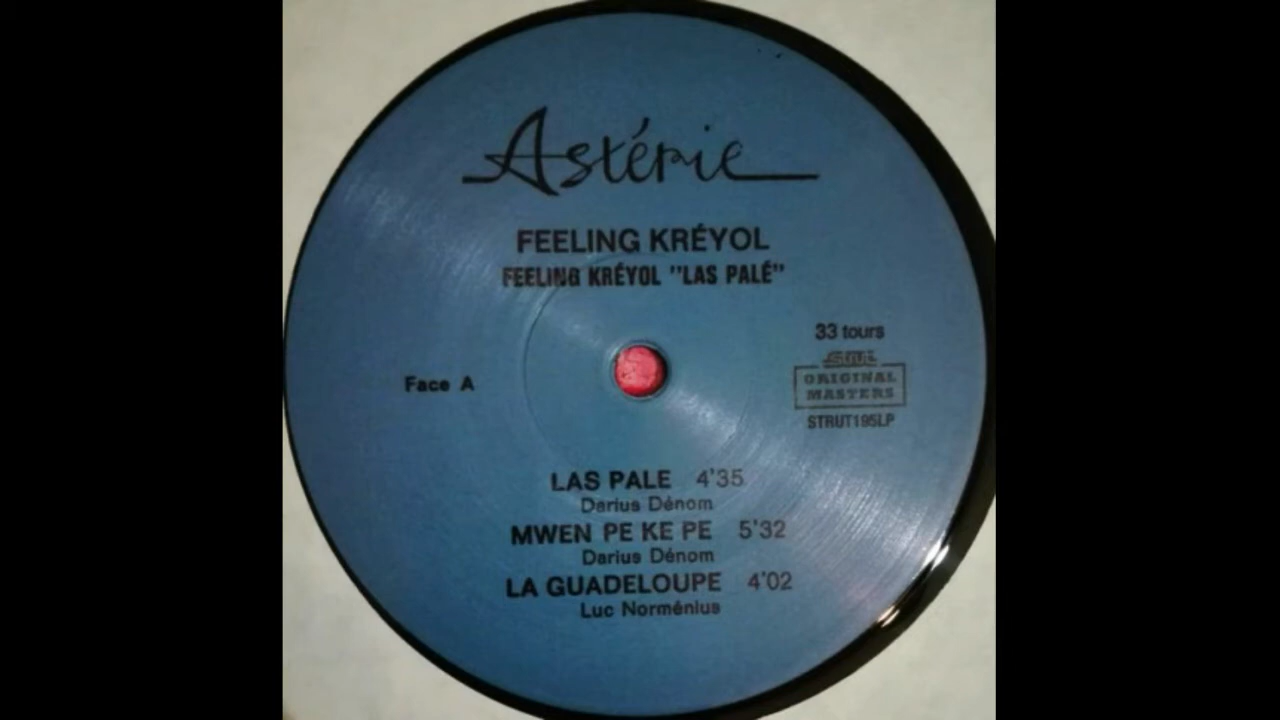 Astérie
FEELING KRÉYOL
FEELING KRÉYOL "LAS PALÉ"
33 tours
strut
ORIGINAL
MASTERS
STRUT195LP
Face A
LAS PALE 4'35
Darius Dénom
MWEN PE KE PE 5'32
Darius Dénom
LA GUADELOUPE 4'02
Luc Norménius